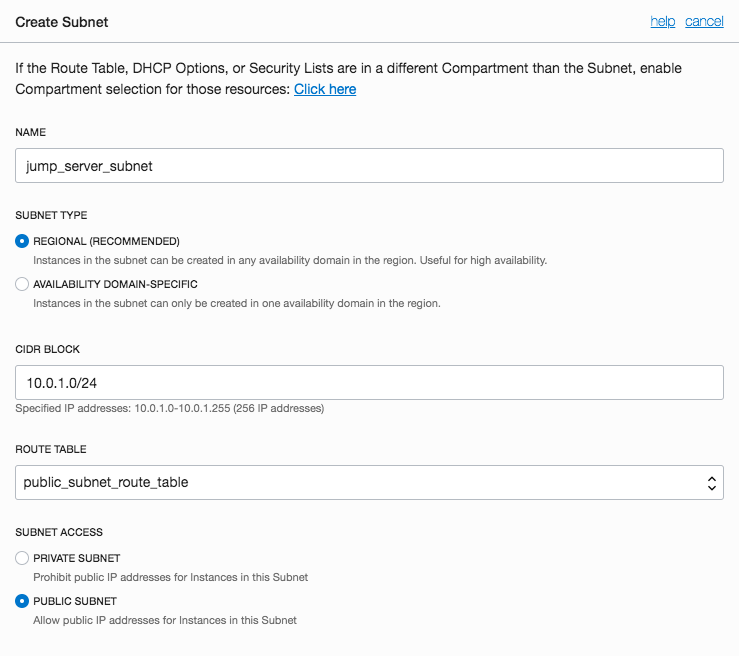 Create Subnet
help cancel
If the Route Table, DHCP Options, or Security Lists are in a different Compartment than the Subnet, enable
Compartment selection for those resources: Click here
NAME
jump_server_subnet
SUBNET TYPE
REGIONAL (RECOMMENDED)
Instances in the subnet can be created in any availability domain in the region. Useful for high availability.
AVAILABILITY DOMAIN-SPECIFIC
Instances in the subnet can only be created in one availability domain in the region.
CIDR BLOCK
10.0.1.0/24
Specified IP addresses: 10.0.1.0-10.0.1.255 (256 IP addresses)
ROUTE TABLE
public_subnet_route_table
SUBNET ACCESS
PRIVATE SUBNET
Prohibit public IP addresses for Instances in this Subnet
PUBLIC SUBNET
Allow public IP addresses for Instances in this Subnet